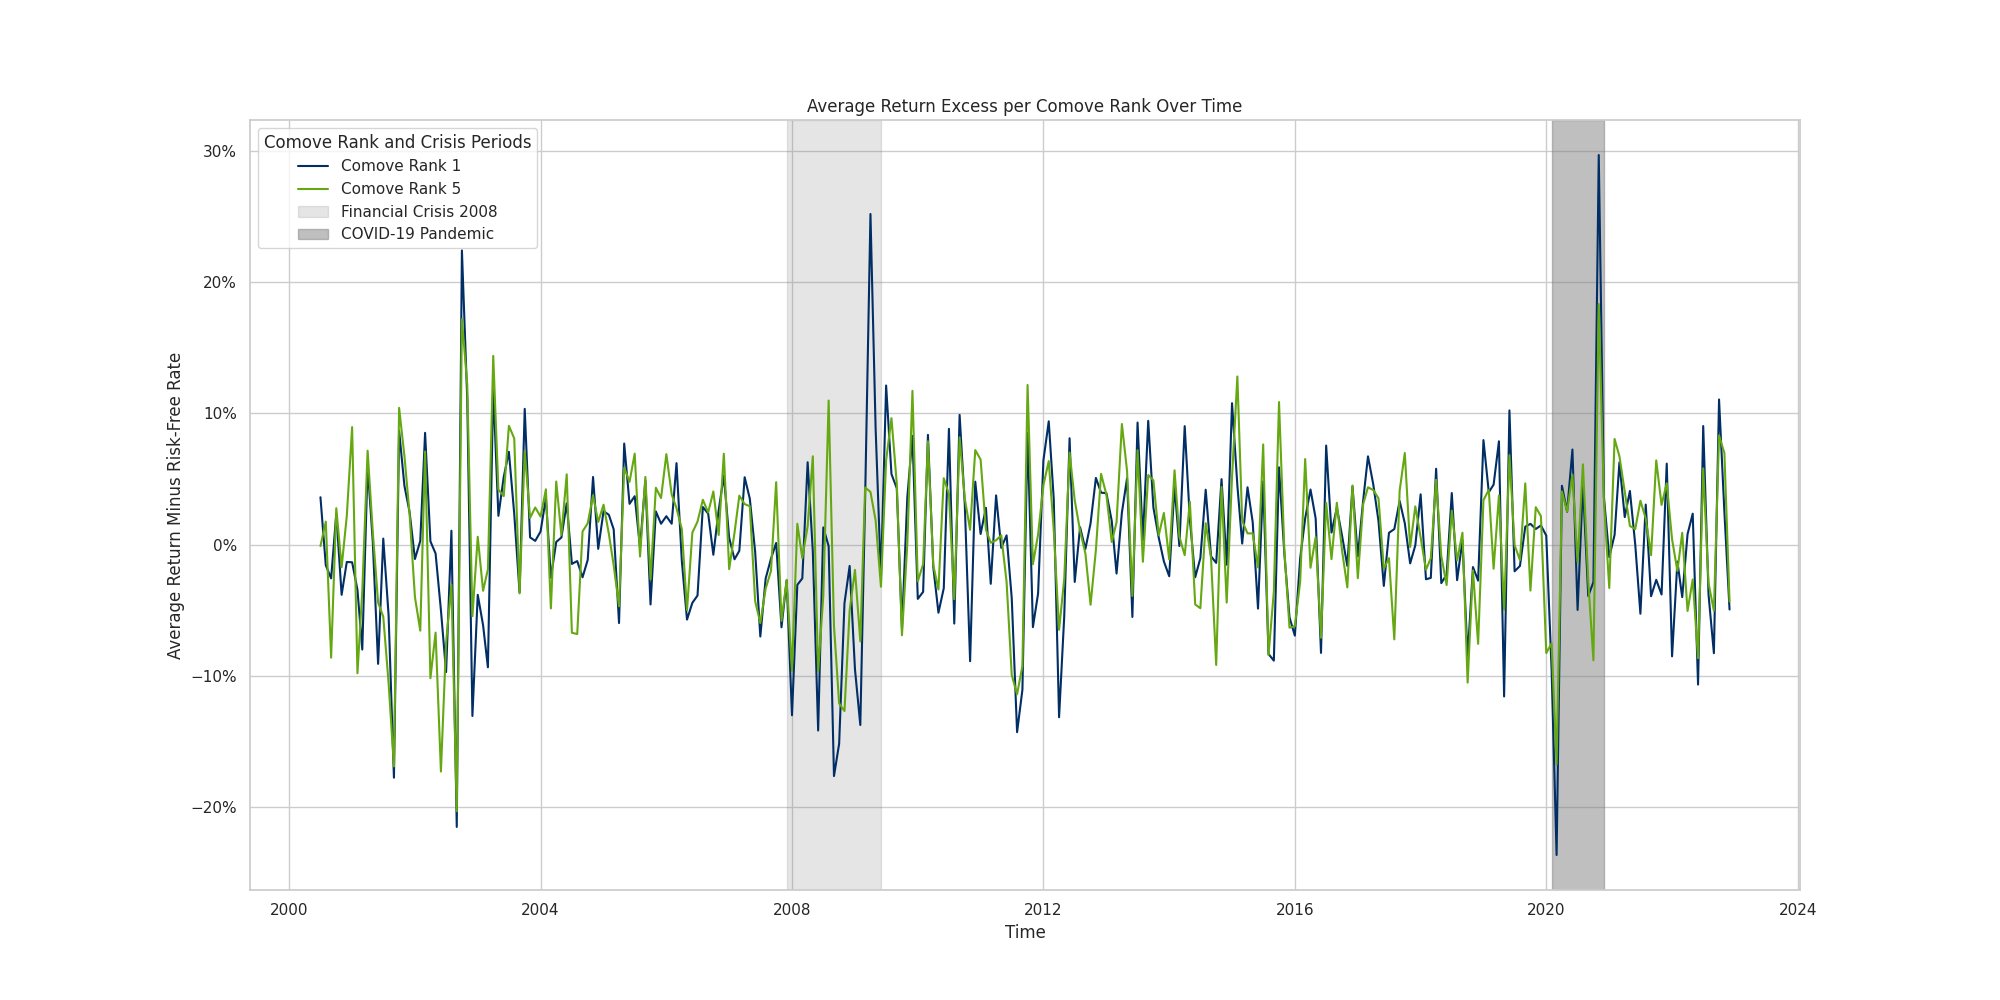 Average Return Excess per Comove Rank Over Time
Comove Rank and Crisis Periods
Comove Rank 1
Comove Rank 5
Financial Crisis 2008
COVID-19 Pandemic
Average Return Minus Risk-Free Rate
30%
20%
10%
0%
−10%
−20%
2000 2004 2008 2012 2016 2020 2024
Time